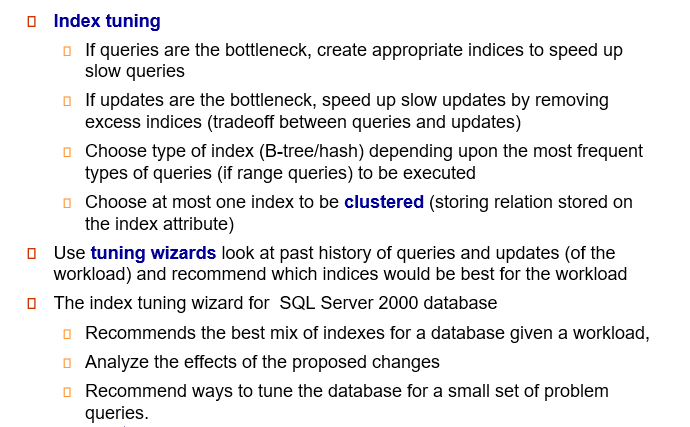 Index tuning
If queries are the bottleneck, create appropriate indices to speed up
slow queries
If updates are the bottleneck, speed up slow updates by removing
excess indices (tradeoff between queries and updates)
Choose type of index (B-tree/hash) depending upon the most frequent
types of queries (if range queries) to be executed
Choose at most one index to be clustered (storing relation stored on
the index attribute)
Use tuning wizards look at past history of queries and updates (of the
workload) and recommend which indices would be best for the workload
The index tuning wizard for SQL Server 2000 database
Recommends the best mix of indexes for a database given a workload,
Analyze the effects of the proposed changes
Recommend ways to tune the database for a small set of problem
queries.